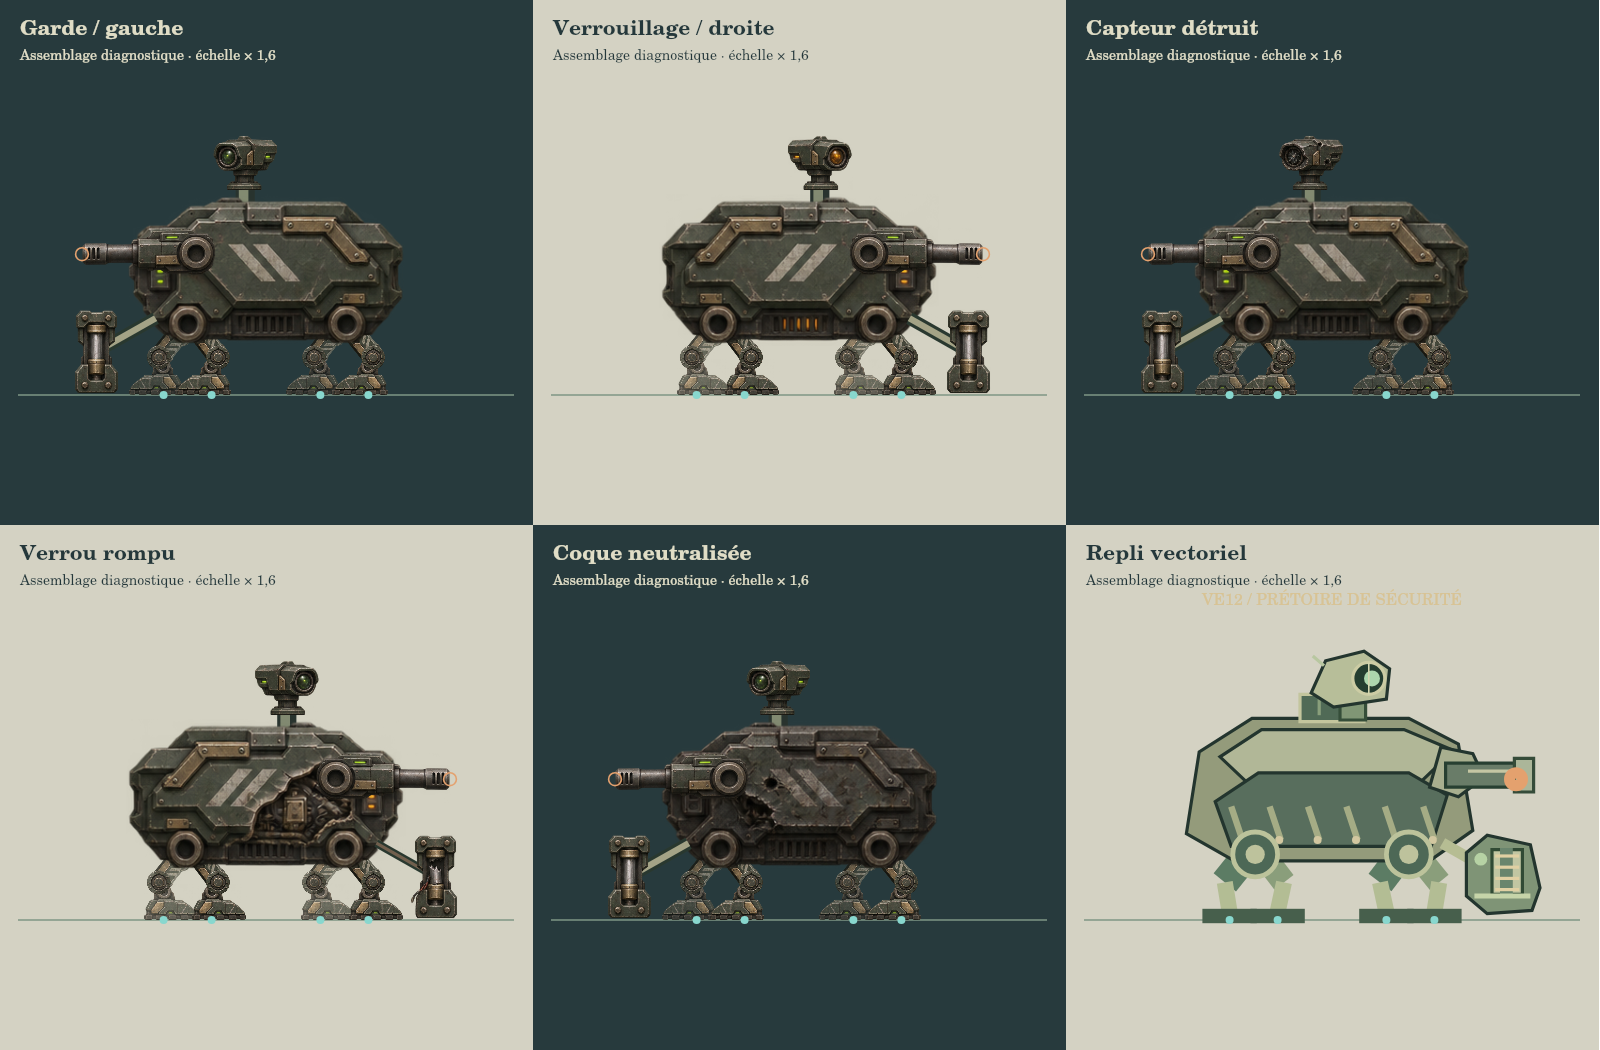 Garde / gauche
Assemblage diagnostique · échelle × 1,6
Verrouillage / droite
Assemblage diagnostique · échelle × 1,6
Capteur détruit
Assemblage diagnostique · échelle × 1,6
Verrou rompu
Assemblage diagnostique · échelle × 1,6
Coque neutralisée
Assemblage diagnostique · échelle × 1,6
Repli vectoriel
Assemblage diagnostique · échelle × 1,6
VE12 / PRÉTOIRE DE SÉCURITÉ